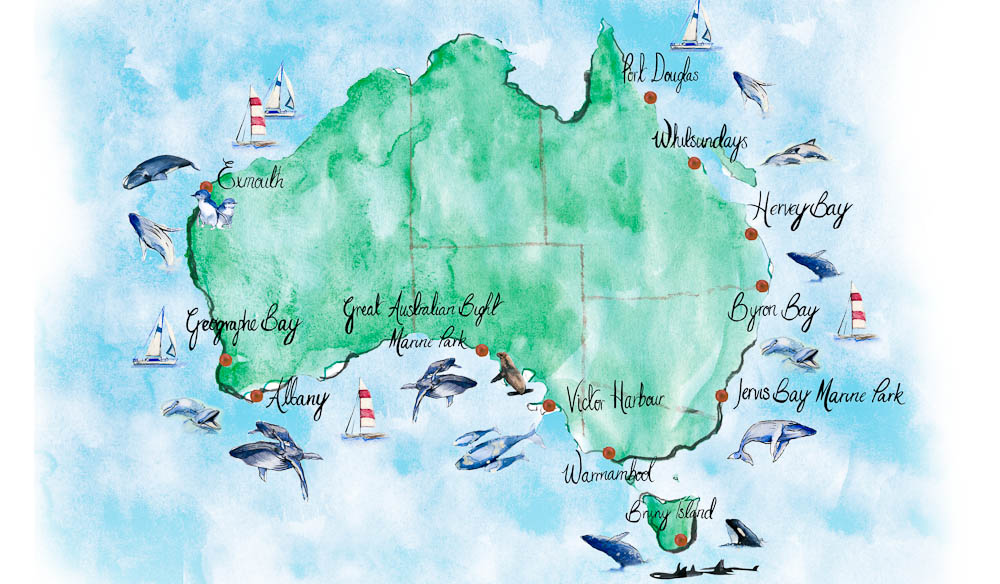 Port Douglas
Whitsundays
Exmouth
Hervey Bay
Great Australian Bight
Marine Park
Geographe Bay
Byron Bay
Albany
Victor Harbour
Jervis Bay Marine Park
Warrnambool
Bruny Island